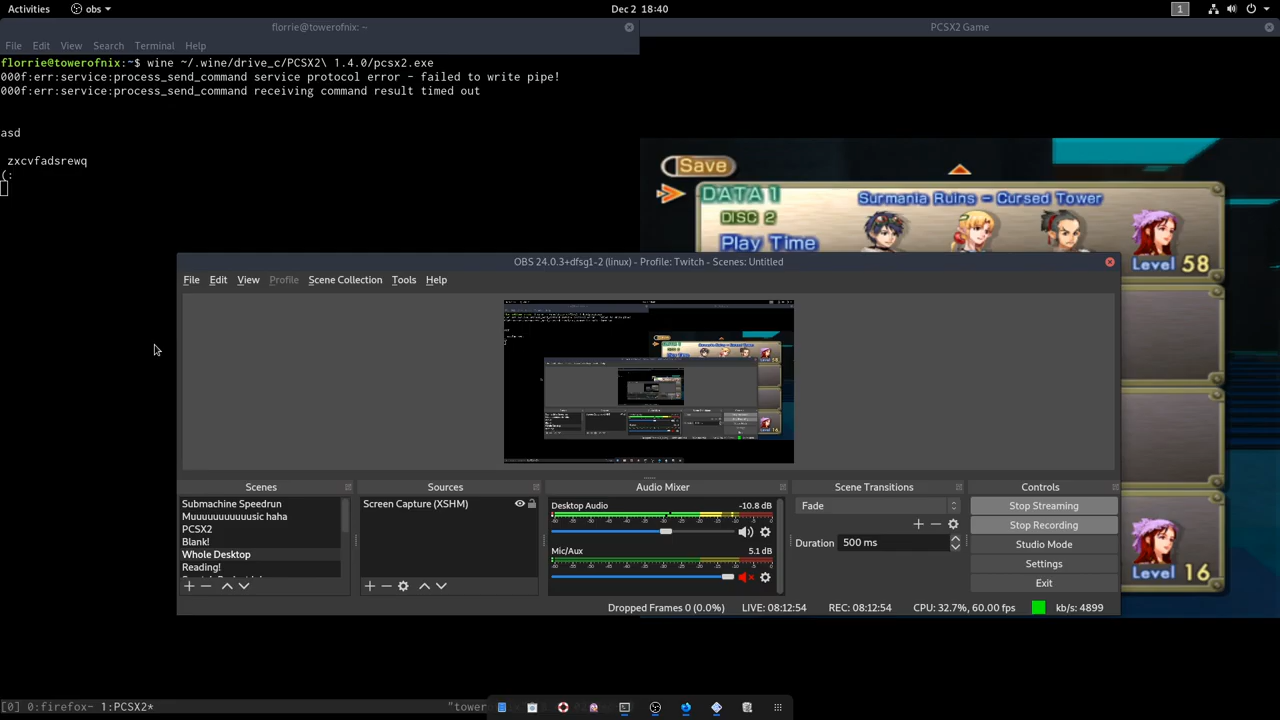 Activities
obs
Dec 2 18:40
1
florrie@towerofnix: ~
PCSX2 Game
File Edit View Search Terminal Help
florrie@towerofnix:~$ wine ~/.wine/drive_c/PCSX2\ 1.4.0/pcsx2.exe
000f:err:service:process_send_command service protocol error - failed to write pipe!
000f:err:service:process_send_command receiving command result timed out
asd
zxcvfadsrewq
(:
Save
DATA 1
Surmania Ruins - Cursed Tower
DISC 2
Play Time
Level 58
OBS 24.0.3+dfsg1-2 (linux) - Profile: Twitch - Scenes: Untitled
File Edit View Profile Scene Collection Tools Help
Scenes
Submachine Speedrun
Muuuuuuuuuusic haha
PCSX2
Blank!
Whole Desktop
Reading!
Sources
Screen Capture (XSHM)
Audio Mixer
Desktop Audio -10.8 dB
Mic/Aux 5.1 dB
Scene Transitions
Fade
Duration 500 ms
Controls
Stop Streaming
Stop Recording
Studio Mode
Settings
Exit
Dropped Frames 0 (0.0%) LIVE: 08:12:54 REC: 08:12:54 CPU: 32.7%, 60.00 fps kb/s: 4899
Level 16
[0] 0:firefox- 1:PCSX2*
"tower